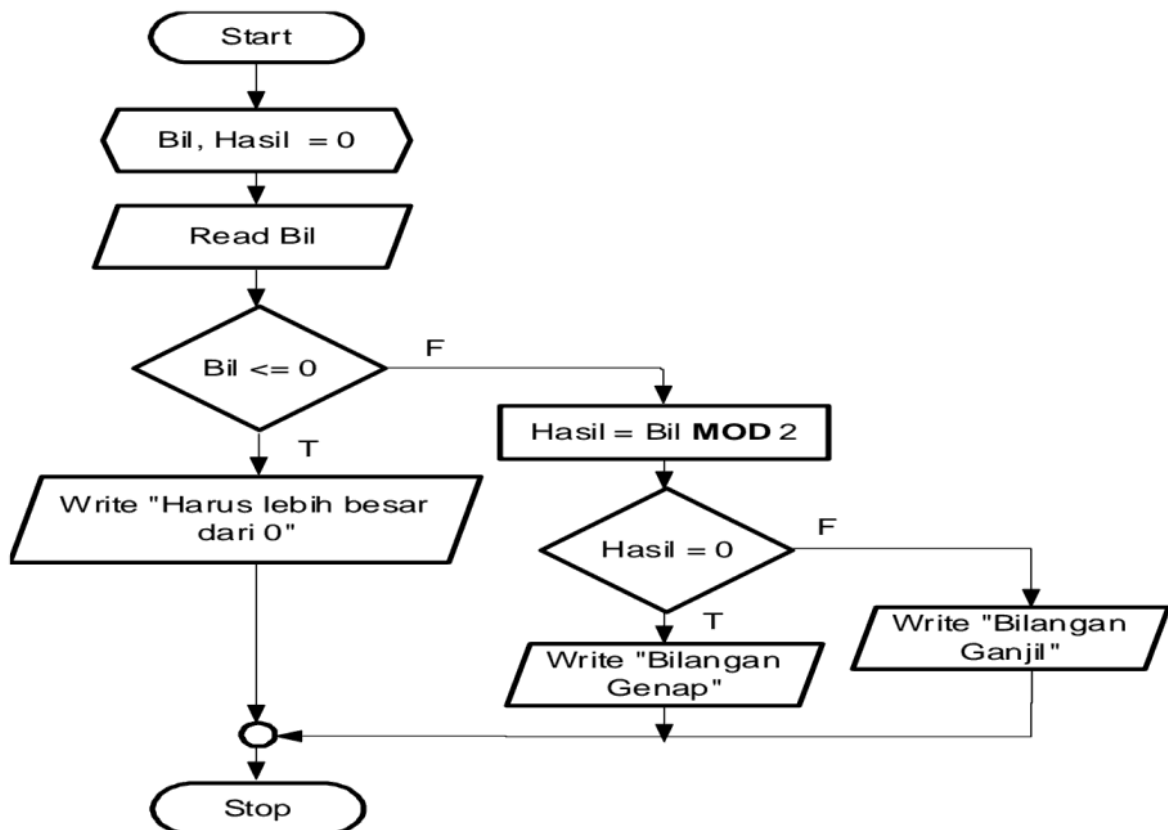 Start
Bil, Hasil = 0
Read Bil
Bil <= 0
F
T
Hasil = Bil MOD 2
Write "Harus lebih besar
dari 0"
Hasil = 0
F
T
Write "Bilangan
Genap"
Write "Bilangan
Ganjil"
Stop